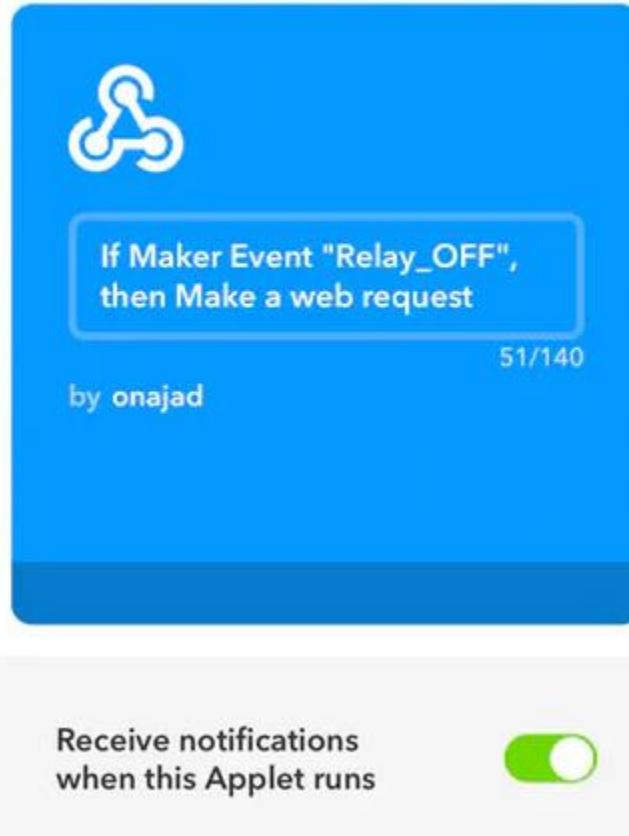 If Maker Event "Relay_OFF",
then Make a web request
51/140
by onajad
Receive notifications
when this Applet runs